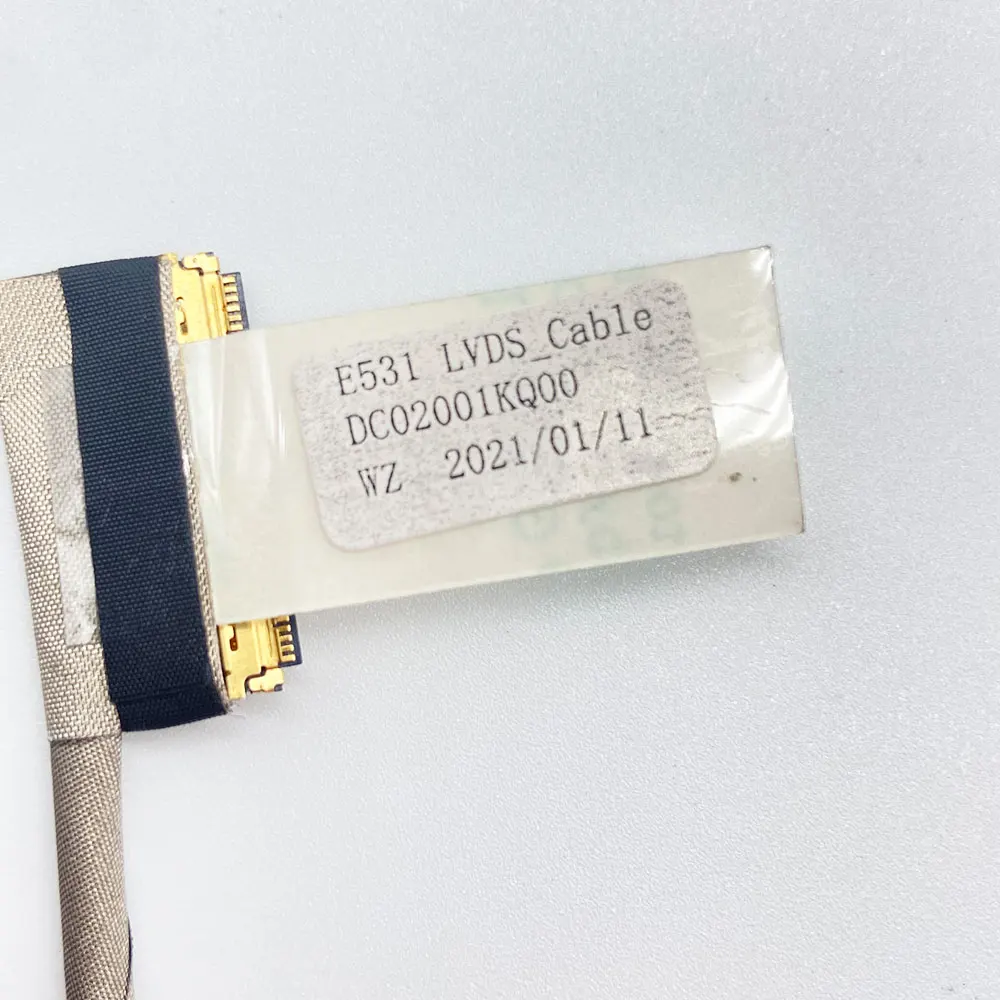 E531 LVDS_Cable
DC02001KQ00
WZ 2021/01/11